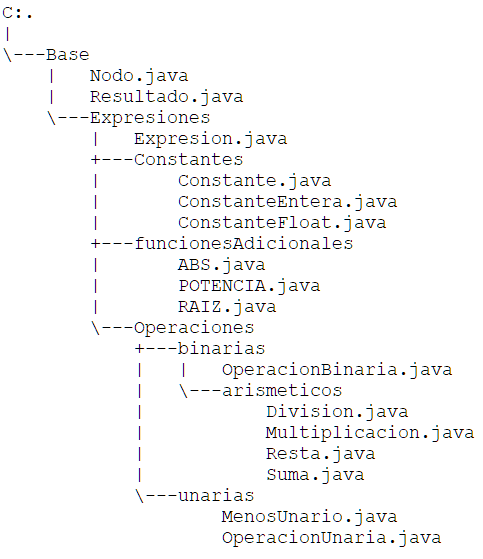 C:.
|
\---Base
    |   Nodo.java
    |   Resultado.java
    \---Expresiones
        |   Expresion.java
        +---Constantes
        |       Constante.java
        |       ConstanteEntera.java
        |       ConstanteFloat.java
        +---funcionesAdicionales
        |       ABS.java
        |       POTENCIA.java
        |       RAIZ.java
        \---Operaciones
            +---binarias
            |   |   OperacionBinaria.java
            |   \---arismeticos
            |           Division.java
            |           Multiplicacion.java
            |           Resta.java
            |           Suma.java
            \---unarias
                    MenosUnario.java
                    OperacionUnaria.java